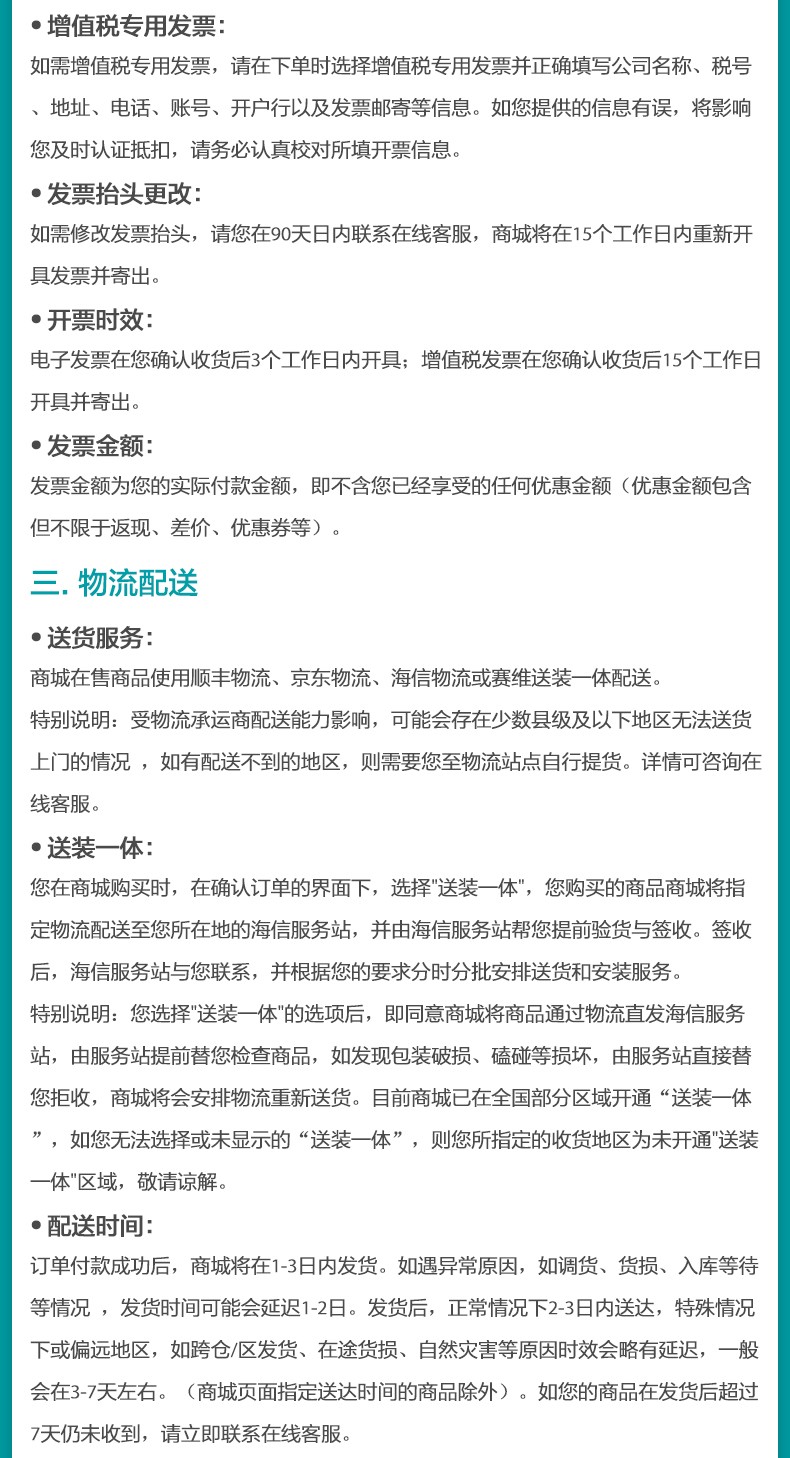 • 增值税专用发票：
如需增值税专用发票，请在下单时选择增值税专用发票并正确填写公司名称、税号
、地址、电话、账号、开户行以及发票邮寄等信息。如您提供的信息有误，将影响
您及时认证抵扣，请务必认真校对所填开票信息。
• 发票抬头更改：
如需修改发票抬头，请您在90天日内联系在线客服，商城将在15个工作日内重新开
具发票并寄出。
• 开票时效：
电子发票在您确认收货后3个工作日内开具；增值税发票在您确认收货后15个工作日
开具并寄出。
• 发票金额：
发票金额为您的实际付款金额，即不含您已经享受的任何优惠金额（优惠金额包含
但不限于返现、差价、优惠券等）。
三. 物流配送
• 送货服务：
商城在售商品使用顺丰物流、京东物流、海信物流或赛维送装一体配送。
特别说明：受物流承运商配送能力影响，可能会存在少数县级及以下地区无法送货
上门的情况 ，如有配送不到的地区，则需要您至物流站点自行提货。详情可咨询在
线客服。
• 送装一体：
您在商城购买时，在确认订单的界面下，选择"送装一体"，您购买的商品商城将指
定物流配送至您所在地的海信服务站，并由海信服务站帮您提前验货与签收。签收
后，海信服务站与您联系，并根据您的要求分时分批安排送货和安装服务。
特别说明：您选择"送装一体"的选项后，即同意商城将商品通过物流直发海信服务
站，由服务站提前替您检查商品，如发现包装破损、磕碰等损坏，由服务站直接替
您拒收，商城将会安排物流重新送货。目前商城已在全国部分区域开通“送装一体
”，如您无法选择或未显示的“送装一体”，则您所指定的收货地区为未开通"送装
一体"区域，敬请谅解。
• 配送时间：
订单付款成功后，商城将在1-3日内发货。如遇异常原因，如调货、货损、入库等待
等情况 ，发货时间可能会延迟1-2日。发货后，正常情况下2-3日内送达，特殊情况
下或偏远地区，如跨仓/区发货、在途货损、自然灾害等原因时效会略有延迟，一般
会在3-7天左右。（商城页面指定送达时间的商品除外）。如您的商品在发货后超过
7天仍未收到，请立即联系在线客服。